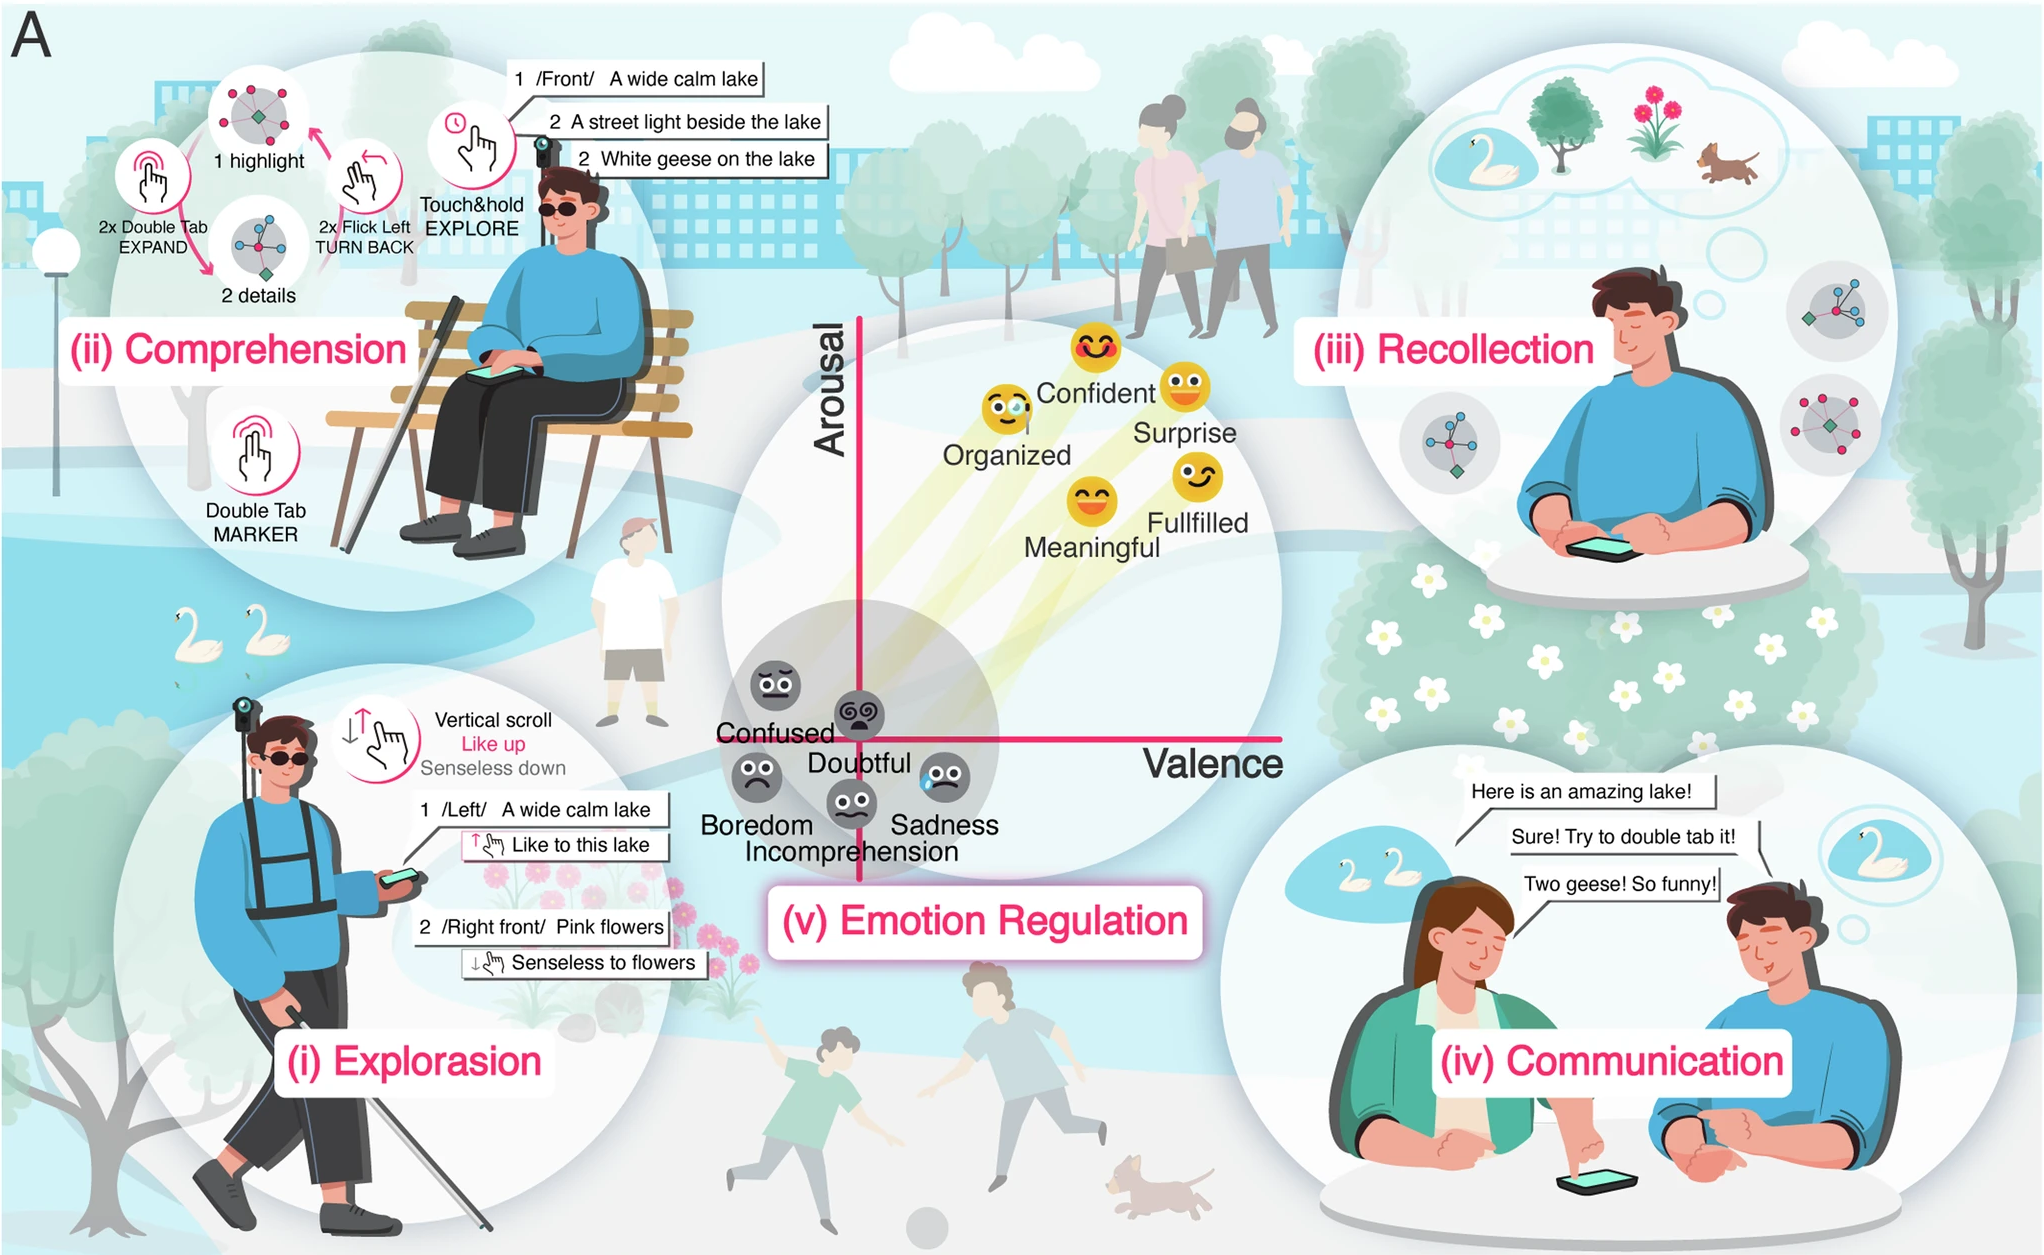 A
1 /Front/ A wide calm lake
2 A street light beside the lake
2 White geese on the lake
1 highlight
2x Double Tab
EXPAND
2x Flick Left
TURN BACK
Touch&hold
EXPLORE
2 details
(ii) Comprehension
Double Tab
MARKER
Arousal
Confident
Surprise
Organized
Fullfilled
Meaningful
Confused
Doubtful
Valence
Boredom
Sadness
Incomprehension
(v) Emotion Regulation
(iii) Recollection
Vertical scroll
Like up
Senseless down
1 /Left/ A wide calm lake
Like to this lake
2 /Right front/ Pink flowers
Senseless to flowers
(i) Explorasion
Here is an amazing lake!
Sure! Try to double tab it!
Two geese! So funny!
(iv) Communication